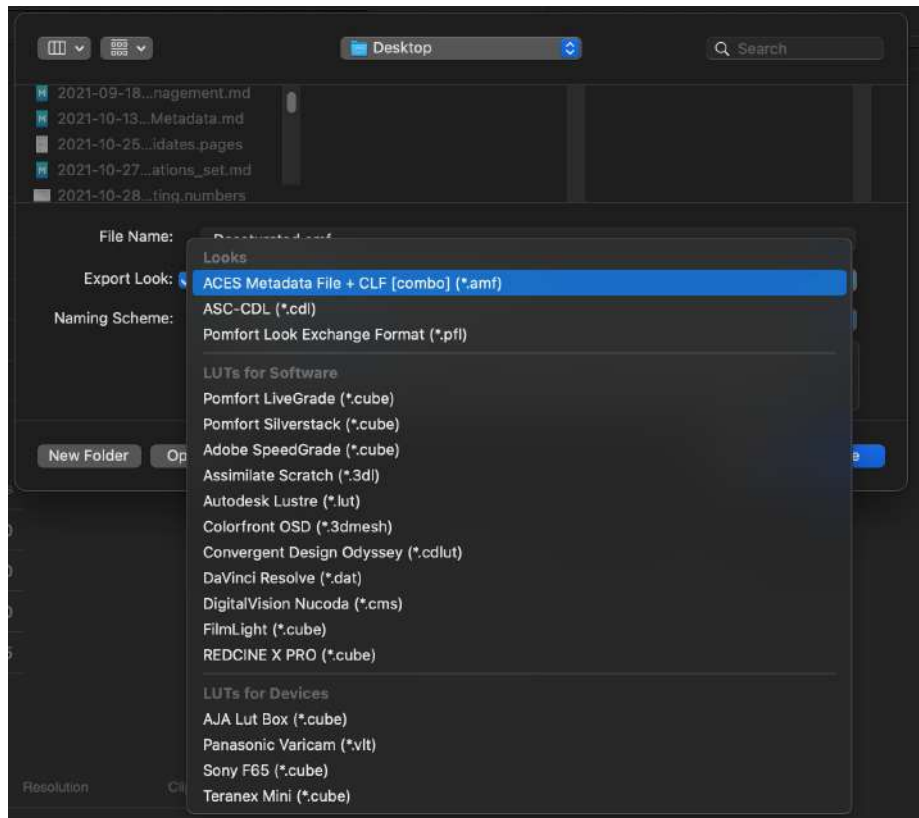 Desktop
Search
2021-09-18...nagement.md
2021-10-13...Metadata.md
2021-10-25...idates.pages
2021-10-27...ations_set.md
2021-10-28...ting.numbers
File Name:
Looks
Export Look:
ACES Metadata File + CLF [combo] (*.amf)
ASC-CDL (*.cdl)
Naming Scheme:
Pomfort Look Exchange Format (*.pfl)
LUTs for Software
Pomfort LiveGrade (*.cube)
Pomfort Silverstack (*.cube)
New Folder
Op
Adobe SpeedGrade (*.cube)
Assimilate Scratch (*.3dl)
Autodesk Lustre (*.lut)
Colorfront OSD (*.3dmesh)
Convergent Design Odyssey (*.cdlut)
DaVinci Resolve (*.dat)
DigitalVision Nucoda (*.cms)
FilmLight (*.cube)
REDCINE X PRO (*.cube)
LUTs for Devices
AJA Lut Box (*.cube)
Panasonic Varicam (*.vlt)
Sony F65 (*.cube)
Resolution
Teranex Mini (*.cube)